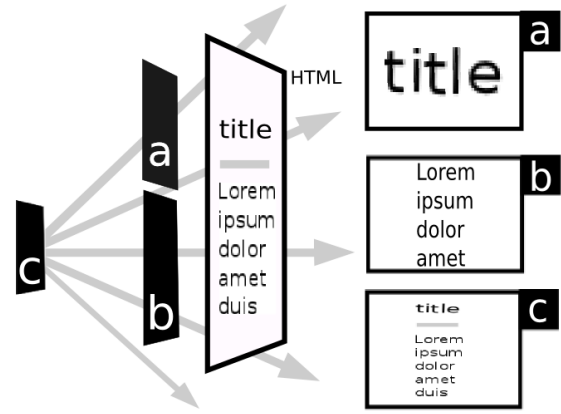 HTML
a
title
Lorem
ipsum
dolor
amet
duis
b
c
a
title
b
Lorem
ipsum
dolor
amet
c
title
Lorem
ipsum
dolor
amet
duis